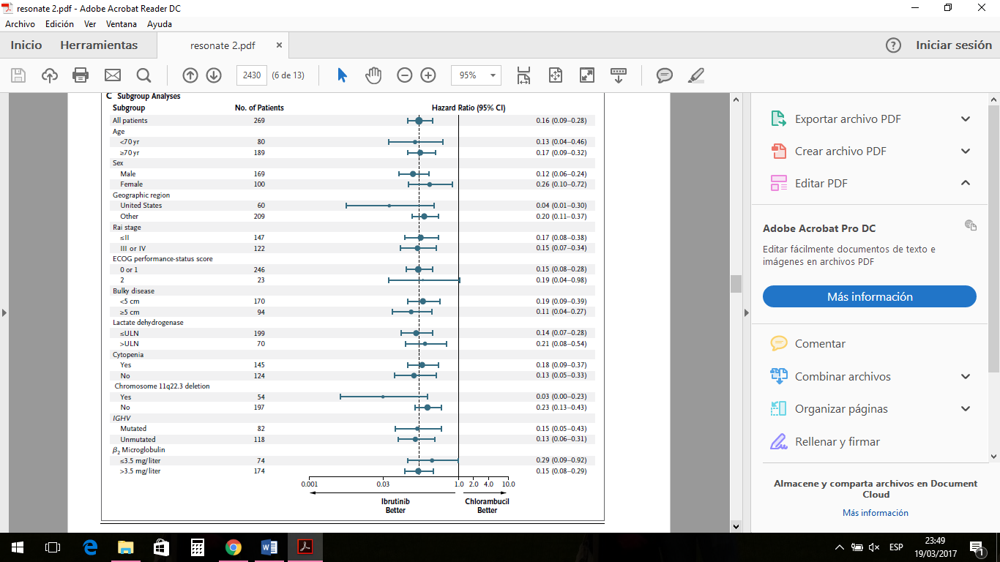 resonate 2.pdf - Adobe Acrobat Reader DC
Archivo Edición Ver Ventana Ayuda
Inicio Herramientas resonate 2.pdf × ? Iniciar sesión
2430 (6 de 13) 95%
C Subgroup Analyses
Subgroup No. of Patients Hazard Ratio (95% CI)
All patients 269 0.16 (0.09–0.28)
Age
<70 yr 80 0.13 (0.04–0.46)
≥70 yr 189 0.17 (0.09–0.32)
Sex
Male 169 0.12 (0.06–0.24)
Female 100 0.26 (0.10–0.72)
Geographic region
United States 60 0.04 (0.01–0.30)
Other 209 0.20 (0.11–0.37)
Rai stage
≤II 147 0.17 (0.08–0.38)
III or IV 122 0.15 (0.07–0.34)
ECOG performance-status score
0 or 1 246 0.15 (0.08–0.28)
2 23 0.19 (0.04–0.98)
Bulky disease
<5 cm 170 0.19 (0.09–0.39)
≥5 cm 94 0.11 (0.04–0.27)
Lactate dehydrogenase
≤ULN 199 0.14 (0.07–0.28)
>ULN 70 0.21 (0.08–0.54)
Cytopenia
Yes 145 0.18 (0.09–0.37)
No 124 0.13 (0.05–0.33)
Chromosome 11q22.3 deletion
Yes 54 0.03 (0.00–0.23)
No 197 0.23 (0.13–0.43)
IGHV
Mutated 82 0.15 (0.05–0.43)
Unmutated 118 0.13 (0.06–0.31)
β2 Microglobulin
≤3.5 mg/liter 74 0.29 (0.09–0.92)
>3.5 mg/liter 174 0.15 (0.08–0.29)
0.001 0.03 1.0 2.0 4.0 10.0
Ibrutinib Chlorambucil
Better Better
Exportar archivo PDF
Crear archivo PDF
Editar PDF
Adobe Acrobat Pro DC
Editar fácilmente documentos de texto e
imágenes en archivos PDF
Más información
Comentar
Combinar archivos
Organizar páginas
Rellenar y firmar
Almacene y comparta archivos en Document
Cloud
Más información
ESP
23:49
19/03/2017
1